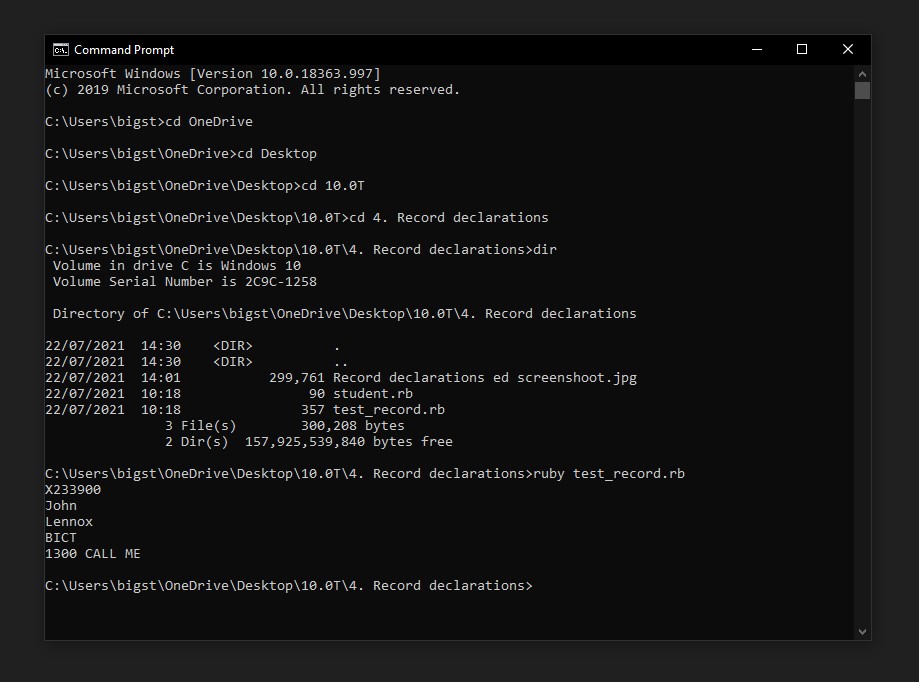 Command Prompt
Microsoft Windows [Version 10.0.18363.997]
(c) 2019 Microsoft Corporation. All rights reserved.
C:\Users\bigst>cd OneDrive
C:\Users\bigst\OneDrive>cd Desktop
C:\Users\bigst\OneDrive\Desktop>cd 10.0T
C:\Users\bigst\OneDrive\Desktop\10.0T>cd 4. Record declarations
C:\Users\bigst\OneDrive\Desktop\10.0T\4. Record declarations>dir
 Volume in drive C is Windows 10
 Volume Serial Number is 2C9C-1258
 Directory of C:\Users\bigst\OneDrive\Desktop\10.0T\4. Record declarations
22/07/2021  14:30    <DIR>          .
22/07/2021  14:30    <DIR>          ..
22/07/2021  14:01           299,761 Record declarations ed screenshoot.jpg
22/07/2021  10:18                90 student.rb
22/07/2021  10:18               357 test_record.rb
               3 File(s)        300,208 bytes
               2 Dir(s)  157,925,539,840 bytes free
C:\Users\bigst\OneDrive\Desktop\10.0T\4. Record declarations>ruby test_record.rb
X233900
John
Lennox
BICT
1300 CALL ME
C:\Users\bigst\OneDrive\Desktop\10.0T\4. Record declarations>